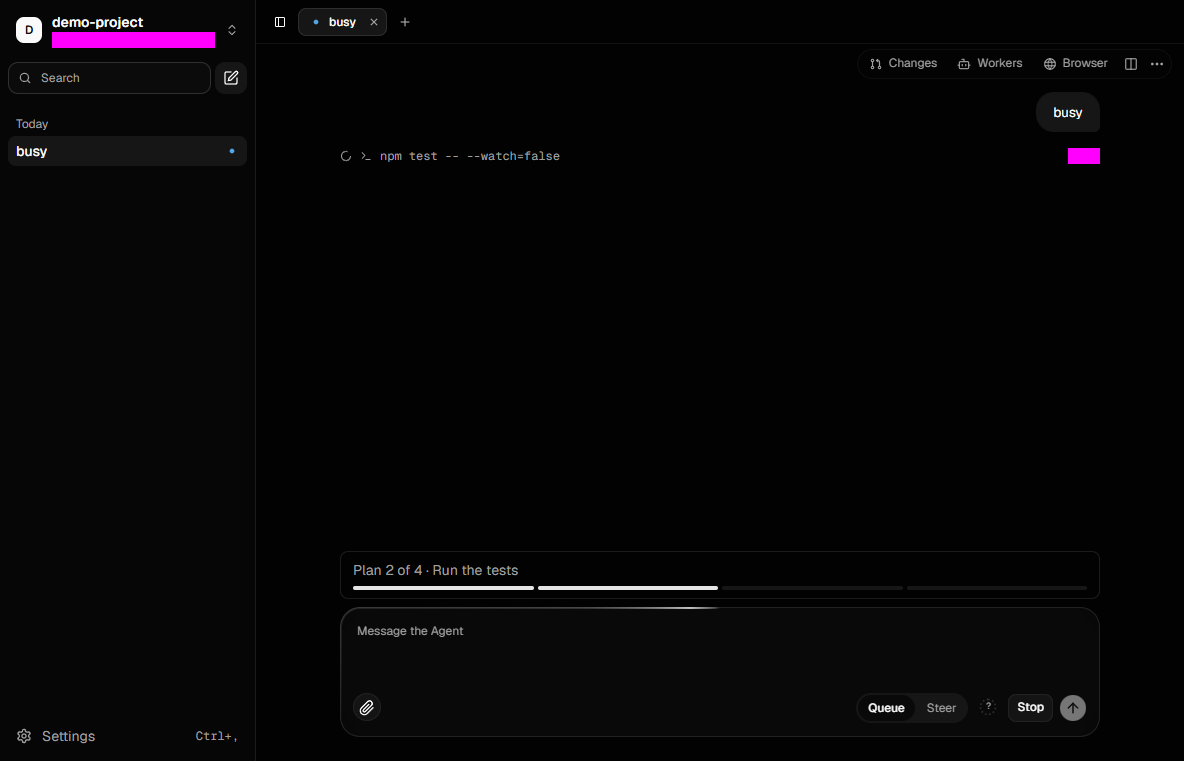 D
demo-project
Search
Today
busy
Settings
Ctrl+,
busy
Changes
Workers
Browser
busy
npm test -- --watch=false
Plan 2 of 4 · Run the tests
Message the Agent
Queue
Steer
?
Stop